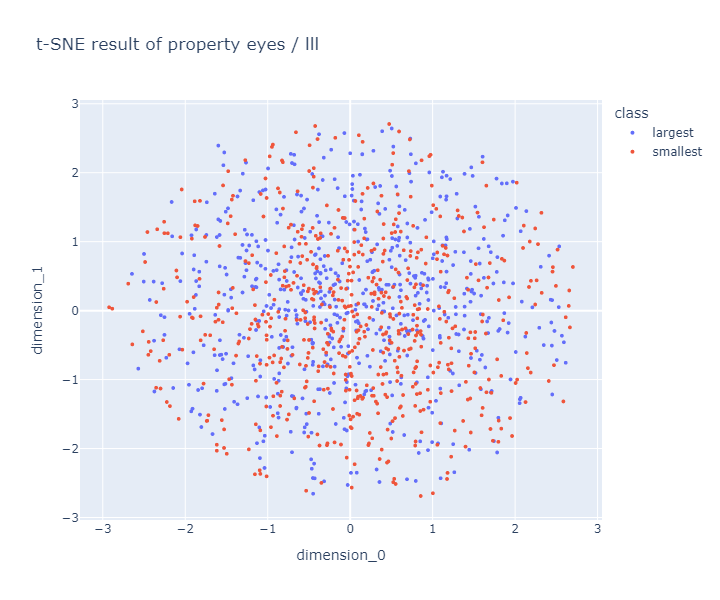 t-SNE result of property eyes / lll
class
largest
smallest
dimension_1
3
2
1
0
−1
−2
−3
−3
−2
−1
0
1
2
3
dimension_0